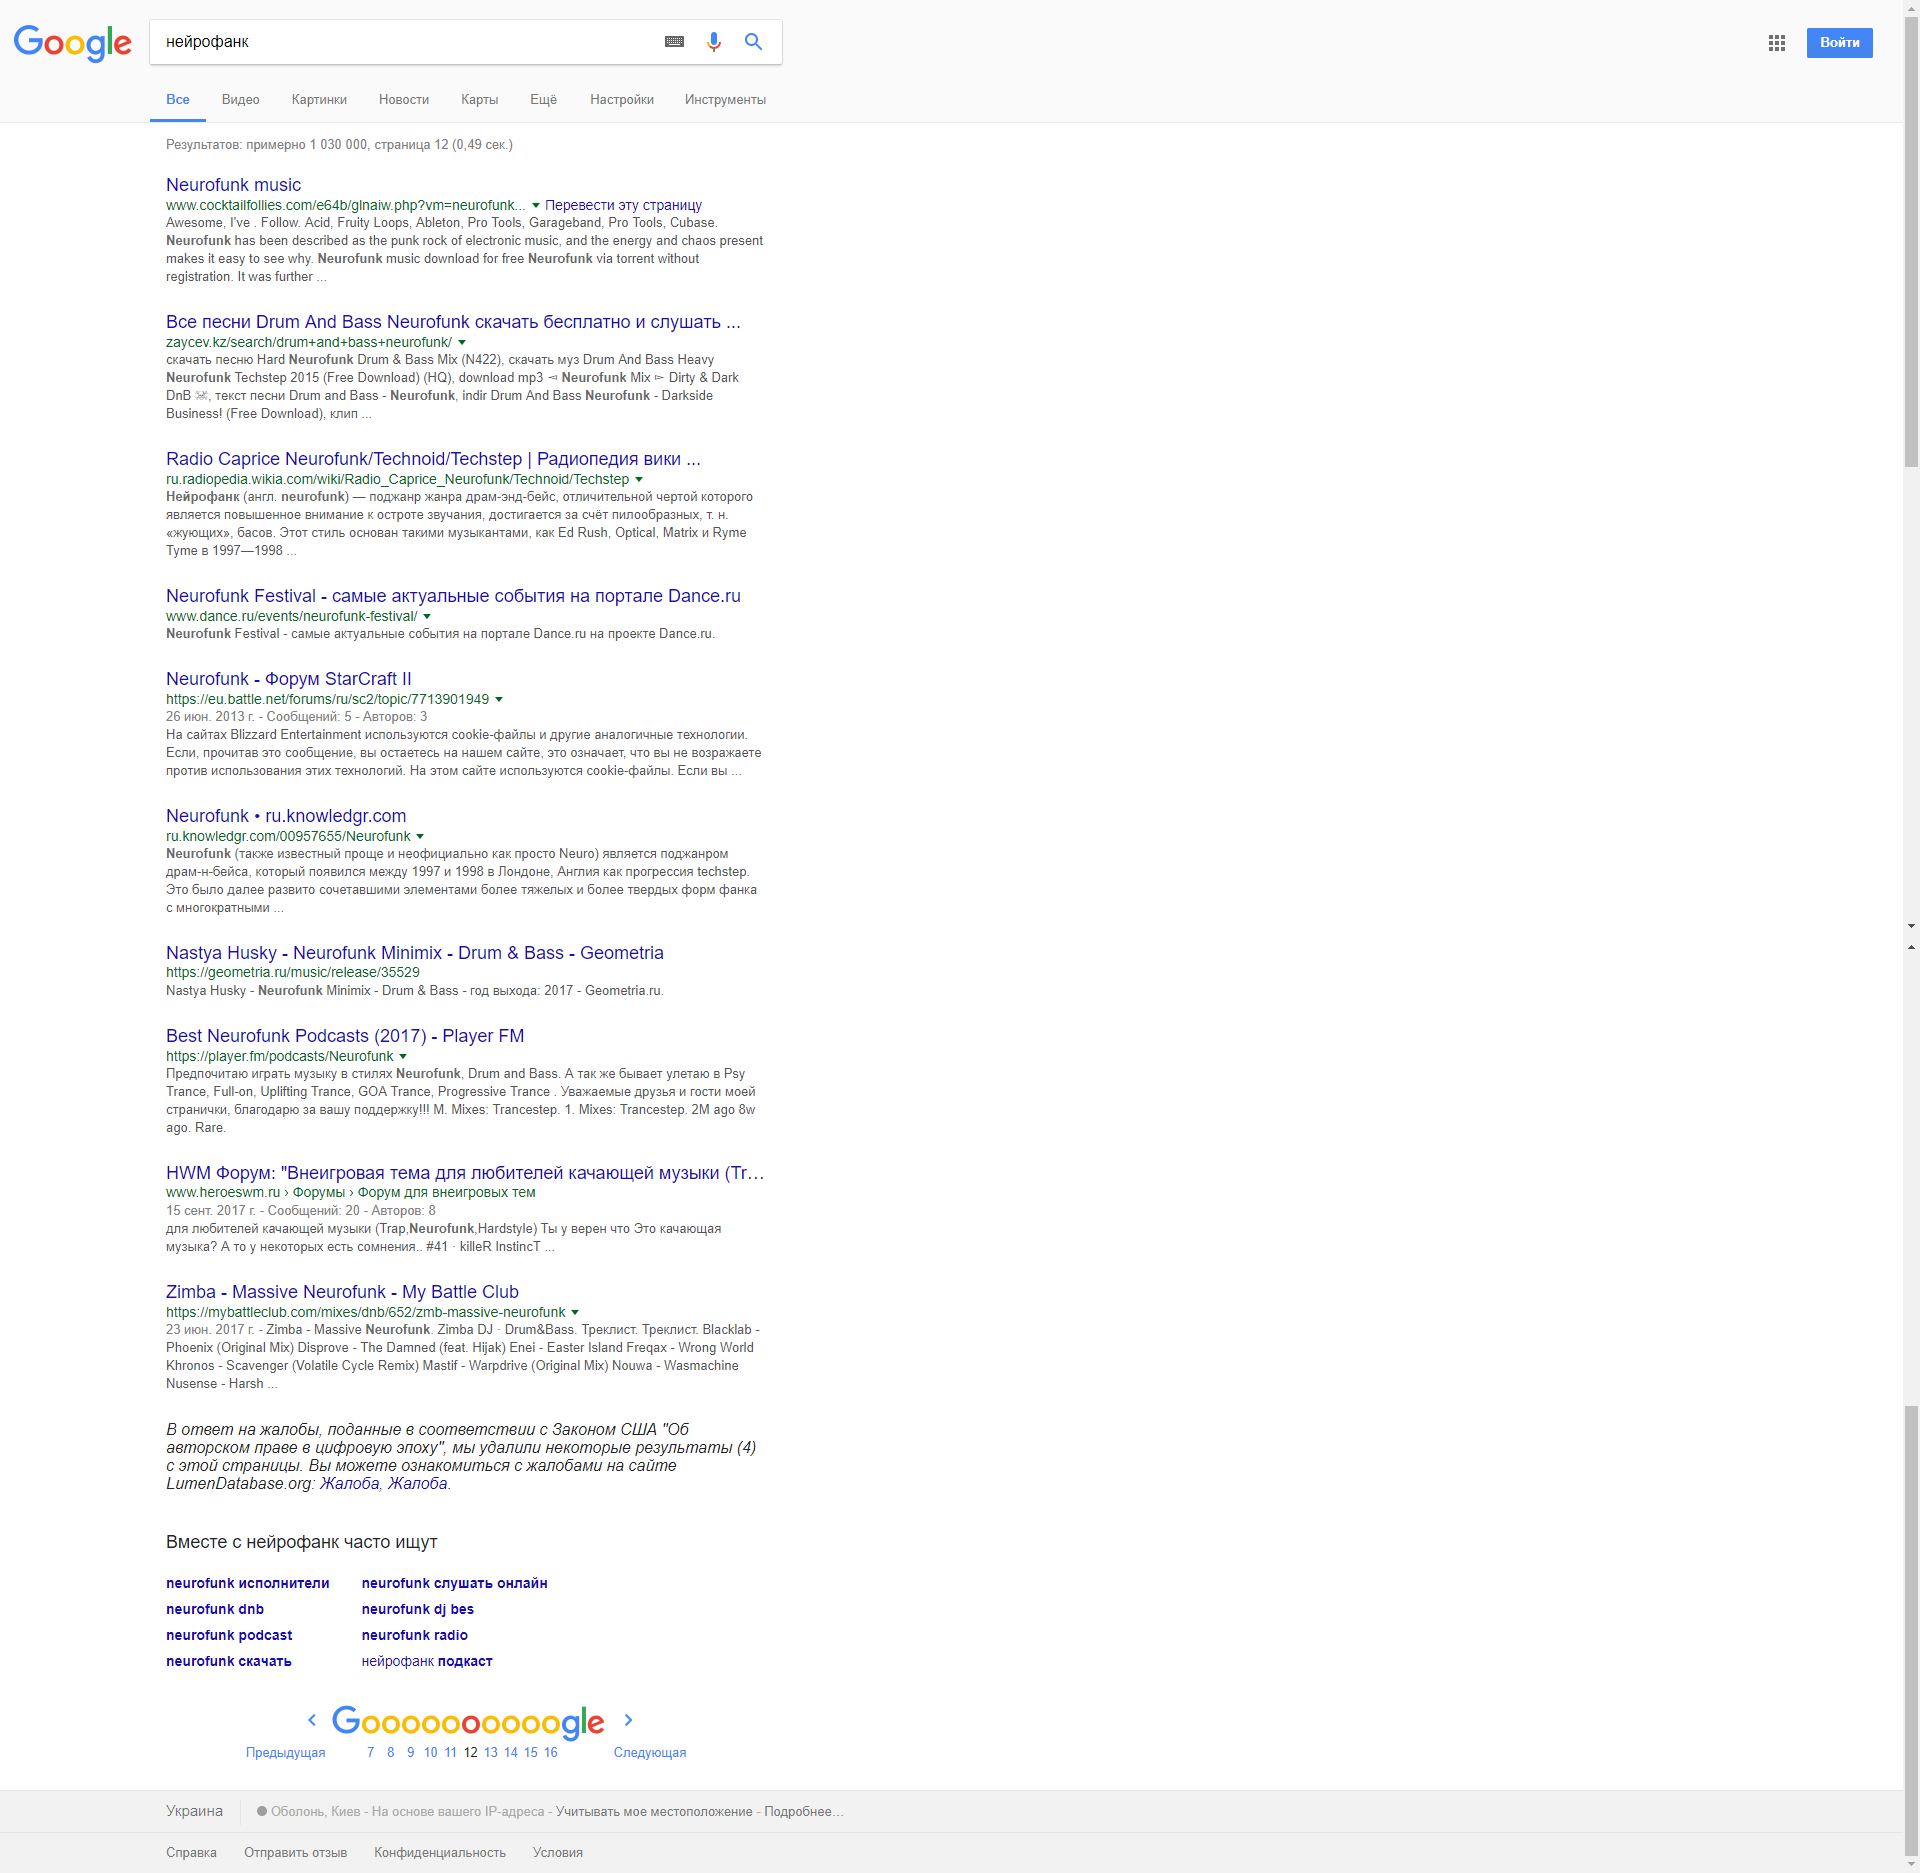 Google
нейрофанк
Войти
Все Видео Картинки Новости Карты Ещё Настройки Инструменты
Результатов: примерно 1 030 000, страница 12 (0,49 сек.)
Neurofunk music
www.cocktailfollies.com/e64b/glnaiw.php?vm=neurofunk... Перевести эту страницу
Awesome, I've . Follow. Acid, Fruity Loops, Ableton, Pro Tools, Garageband, Pro Tools, Cubase.
Neurofunk has been described as the punk rock of electronic music, and the energy and chaos present
makes it easy to see why. Neurofunk music download for free Neurofunk via torrent without
registration. It was further ...
Все песни Drum And Bass Neurofunk скачать бесплатно и слушать ...
zaycev.kz/search/drum+and+bass+neurofunk/
скачать песню Hard Neurofunk Drum & Bass Mix (N422), скачать муз Drum And Bass Heavy
Neurofunk Techstep 2015 (Free Download) (HQ), download mp3 ◅ Neurofunk Mix ▻ Dirty & Dark
DnB ☠, текст песни Drum and Bass - Neurofunk, indir Drum And Bass Neurofunk - Darkside
Business! (Free Download), клип ...
Radio Caprice Neurofunk/Technoid/Techstep | Радиопедия вики ...
ru.radiopedia.wikia.com/wiki/Radio_Caprice_Neurofunk/Technoid/Techstep
Нейрофанк (англ. neurofunk) — поджанр жанра драм-энд-бейс, отличительной чертой которого
является повышенное внимание к остроте звучания, достигается за счёт пилообразных, т. н.
«жующих», басов. Этот стиль основан такими музыкантами, как Ed Rush, Optical, Matrix и Ryme
Tyme в 1997—1998 ...
Neurofunk Festival - самые актуальные события на портале Dance.ru
www.dance.ru/events/neurofunk-festival/
Neurofunk Festival - самые актуальные события на портале Dance.ru на проекте Dance.ru.
Neurofunk - Форум StarCraft II
https://eu.battle.net/forums/ru/sc2/topic/7713901949
26 июн. 2013 г. - Сообщений: 5 - Авторов: 3
На сайтах Blizzard Entertainment используются cookie-файлы и другие аналогичные технологии.
Если, прочитав это сообщение, вы остаетесь на нашем сайте, это означает, что вы не возражаете
против использования этих технологий. На этом сайте используются cookie-файлы. Если вы ...
Neurofunk • ru.knowledgr.com
ru.knowledgr.com/00957655/Neurofunk
Neurofunk (также известный проще и неофициально как просто Neuro) является поджанром
драм-н-бейса, который появился между 1997 и 1998 в Лондоне, Англия как прогрессия techstep.
Это было далее развито сочетавшими элементами более тяжелых и более твердых форм фанка
с многократными ...
Nastya Husky - Neurofunk Minimix - Drum & Bass - Geometria
https://geometria.ru/music/release/35529
Nastya Husky - Neurofunk Minimix - Drum & Bass - год выхода: 2017 - Geometria.ru.
Best Neurofunk Podcasts (2017) - Player FM
https://player.fm/podcasts/Neurofunk
Предпочитаю играть музыку в стилях Neurofunk, Drum and Bass. А так же бывает улетаю в Psy
Trance, Full-on, Uplifting Trance, GOA Trance, Progressive Trance . Уважаемые друзья и гости моей
странички, благодарю за вашу поддержку!!! M. Mixes: Trancestep. 1. Mixes: Trancestep. 2M ago 8w
ago. Rare.
HWM Форум: "Внеигровая тема для любителей качающей музыки (Tr...
www.heroeswm.ru › Форумы › Форум для внеигровых тем
15 сент. 2017 г. - Сообщений: 20 - Авторов: 8
для любителей качающей музыки (Trap,Neurofunk,Hardstyle) Ты у верен что Это качающая
музыка? А то у некоторых есть сомнения.. #41 · killeR InstincT ...
Zimba - Massive Neurofunk - My Battle Club
https://mybattleclub.com/mixes/dnb/652/zmb-massive-neurofunk
23 июн. 2017 г. - Zimba - Massive Neurofunk. Zimba DJ · Drum&Bass. Треклист. Треклист. Blacklab -
Phoenix (Original Mix) Disprove - The Damned (feat. Hijak) Enei - Easter Island Freqax - Wrong World
Khronos - Scavenger (Volatile Cycle Remix) Mastif - Warpdrive (Original Mix) Nouwa - Wasmachine
Nusense - Harsh ...
В ответ на жалобы, поданные в соответствии с Законом США "Об
авторском праве в цифровую эпоху", мы удалили некоторые результаты (4)
с этой страницы. Вы можете ознакомиться с жалобами на сайте
LumenDatabase.org: Жалоба, Жалоба.
Вместе с нейрофанк часто ищут
neurofunk исполнители neurofunk слушать онлайн
neurofunk dnb neurofunk dj bes
neurofunk podcast neurofunk radio
neurofunk скачать нейрофанк подкаст
Goooooooooogle
Предыдущая 7 8 9 10 11 12 13 14 15 16 Следующая
Украина Оболонь, Киев - На основе вашего IP-адреса - Учитывать мое местоположение - Подробнее…
Справка Отправить отзыв Конфиденциальность Условия